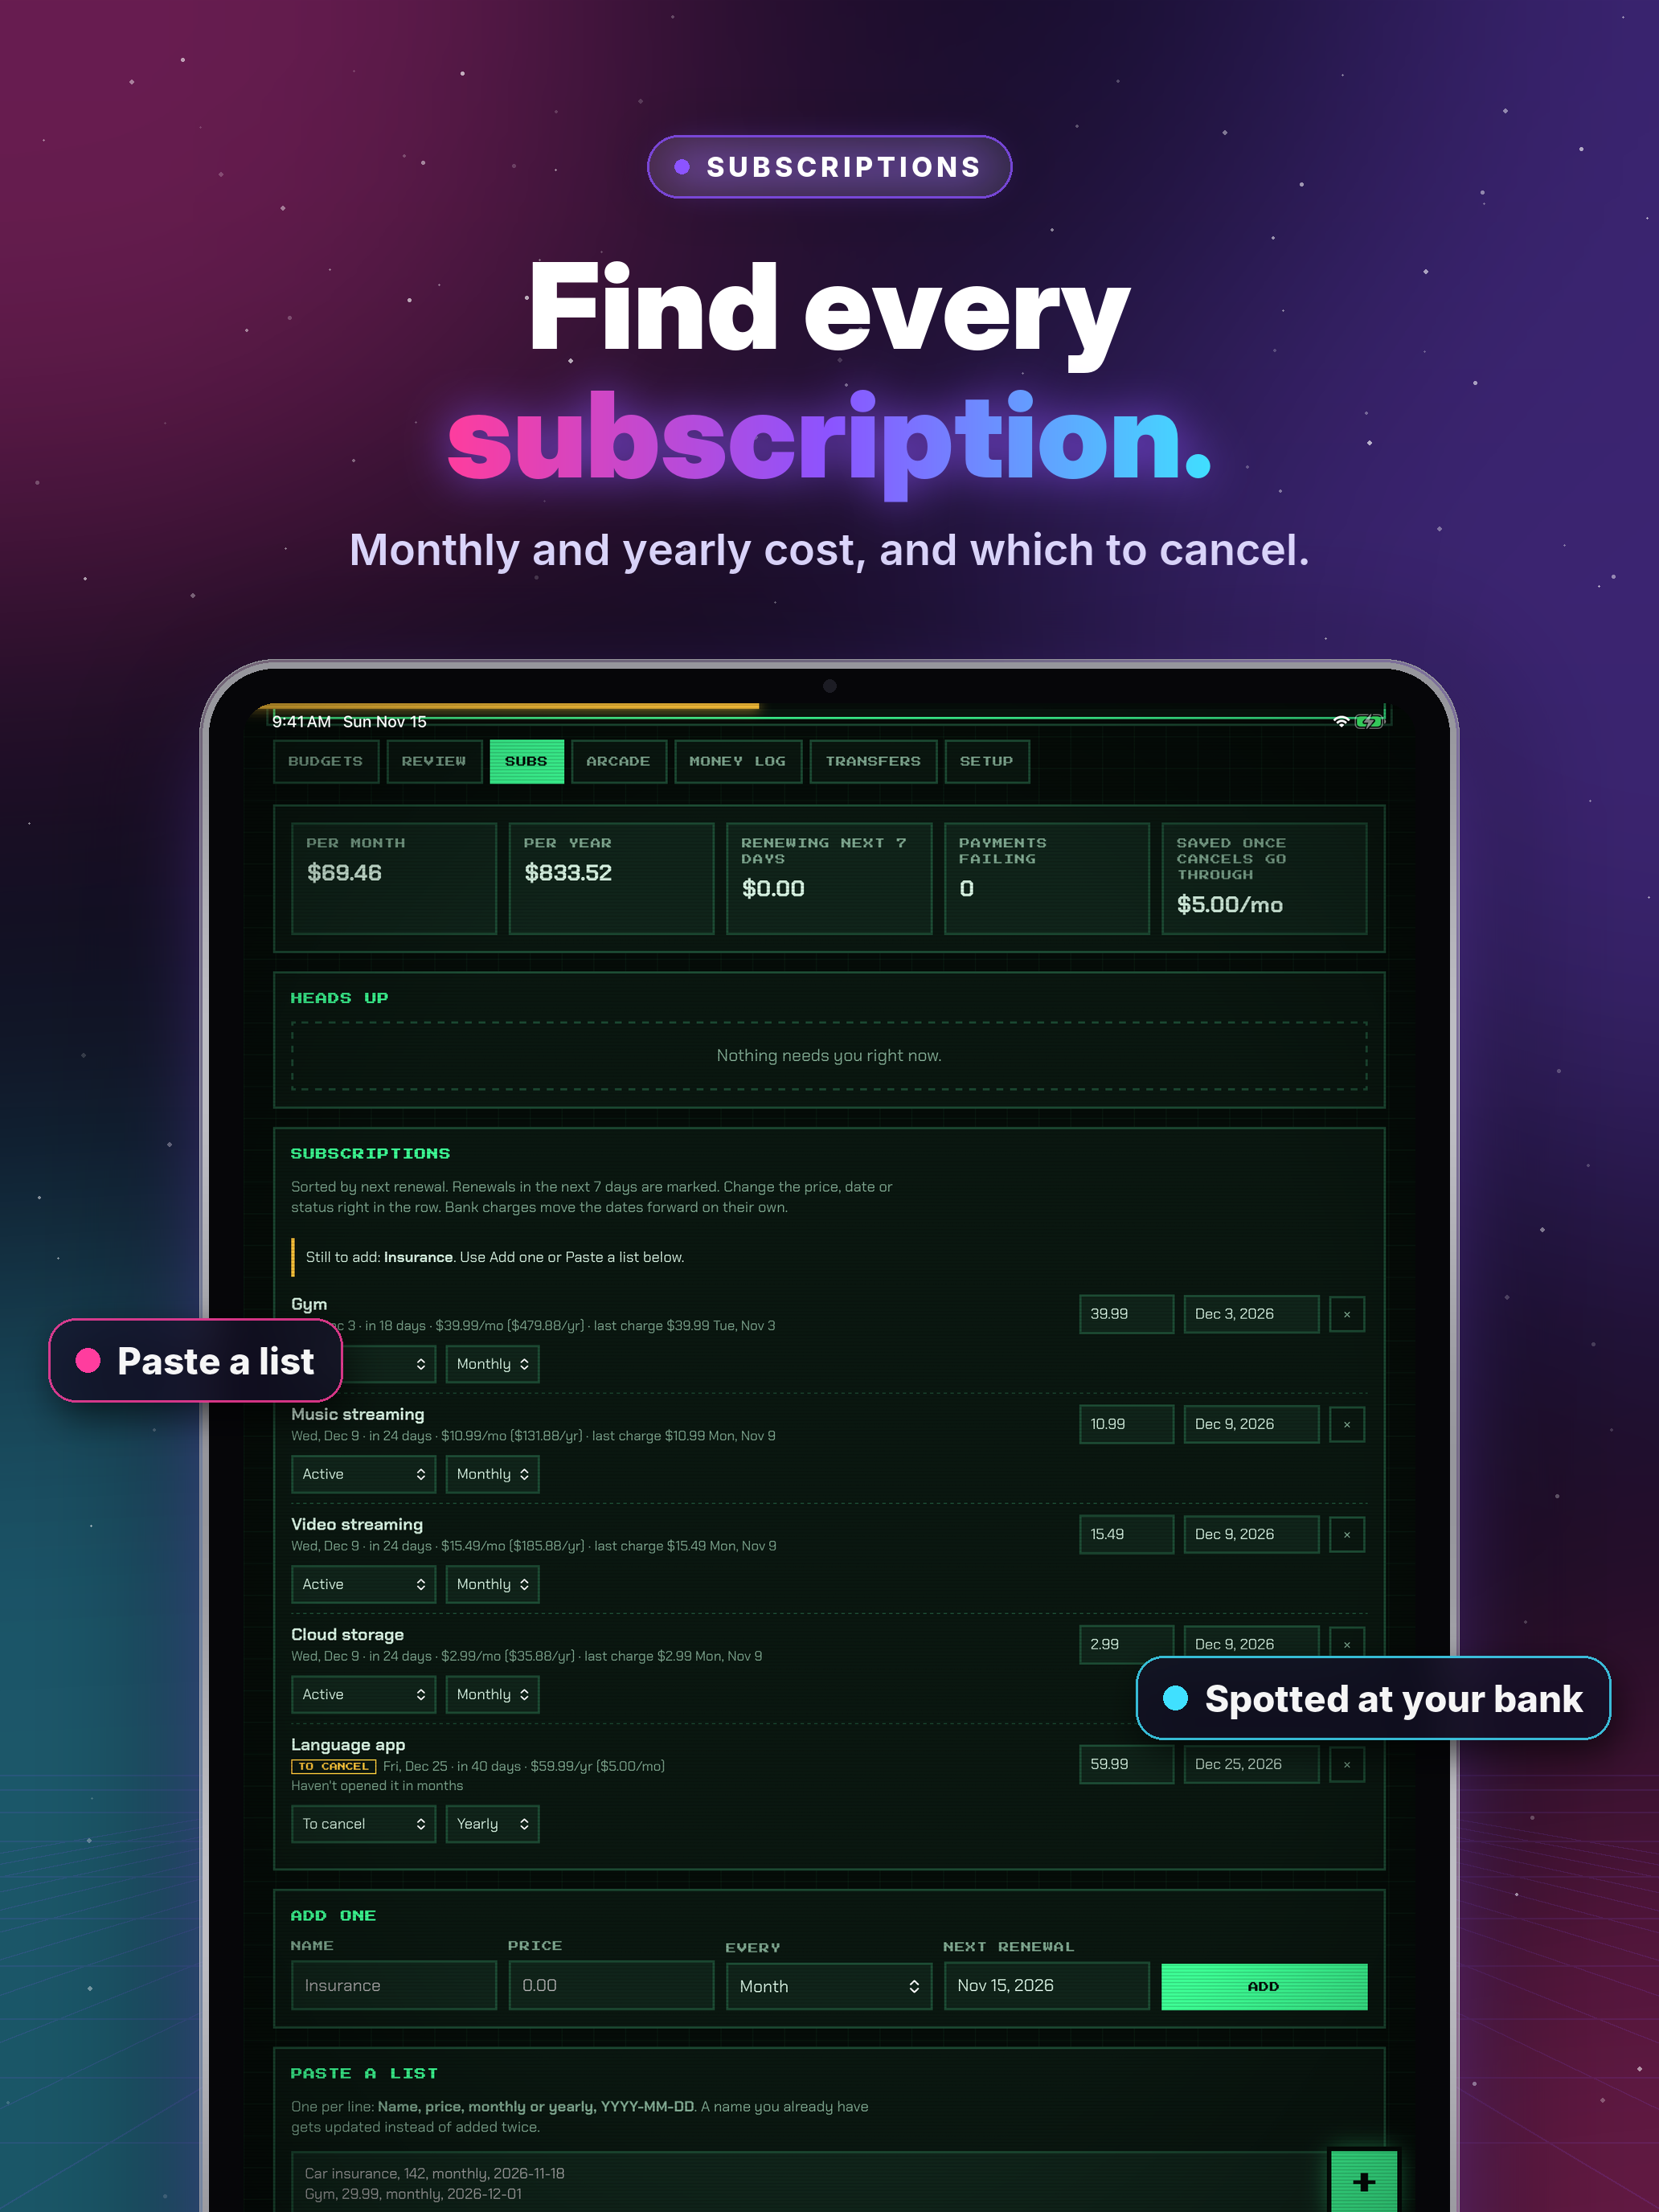 SUBSCRIPTIONS
Find every
subscription.
Monthly and yearly cost, and which to cancel.
9:41 AM Sun Nov 15
BUDGETS REVIEW SUBS ARCADE MONEY LOG TRANSFERS SETUP
PER MONTH
$69.46
PER YEAR
$833.52
RENEWING NEXT 7
DAYS
$0.00
PAYMENTS
FAILING
0
SAVED ONCE
CANCELS GO
THROUGH
$5.00/mo
HEADS UP
Nothing needs you right now.
SUBSCRIPTIONS
Sorted by next renewal. Renewals in the next 7 days are marked. Change the price, date or
status right in the row. Bank charges move the dates forward on their own.
Still to add: Insurance. Use Add one or Paste a list below.
Gym
c 3 · in 18 days · $39.99/mo ($479.88/yr) · last charge $39.99 Tue, Nov 3
39.99 Dec 3, 2026 ×
Monthly
Paste a list
Music streaming
Wed, Dec 9 · in 24 days · $10.99/mo ($131.88/yr) · last charge $10.99 Mon, Nov 9
10.99 Dec 9, 2026 ×
Active Monthly
Video streaming
Wed, Dec 9 · in 24 days · $15.49/mo ($185.88/yr) · last charge $15.49 Mon, Nov 9
15.49 Dec 9, 2026 ×
Active Monthly
Cloud storage
Wed, Dec 9 · in 24 days · $2.99/mo ($35.88/yr) · last charge $2.99 Mon, Nov 9
2.99 Dec 9, 2026 ×
Active Monthly
Spotted at your bank
Language app
TO CANCEL Fri, Dec 25 · in 40 days · $59.99/yr ($5.00/mo)
Haven't opened it in months
59.99 Dec 25, 2026 ×
To cancel Yearly
ADD ONE
NAME PRICE EVERY NEXT RENEWAL
Insurance 0.00 Month Nov 15, 2026 ADD
PASTE A LIST
One per line: Name, price, monthly or yearly, YYYY-MM-DD. A name you already have
gets updated instead of added twice.
Car insurance, 142, monthly, 2026-11-18
Gym, 29.99, monthly, 2026-12-01
+